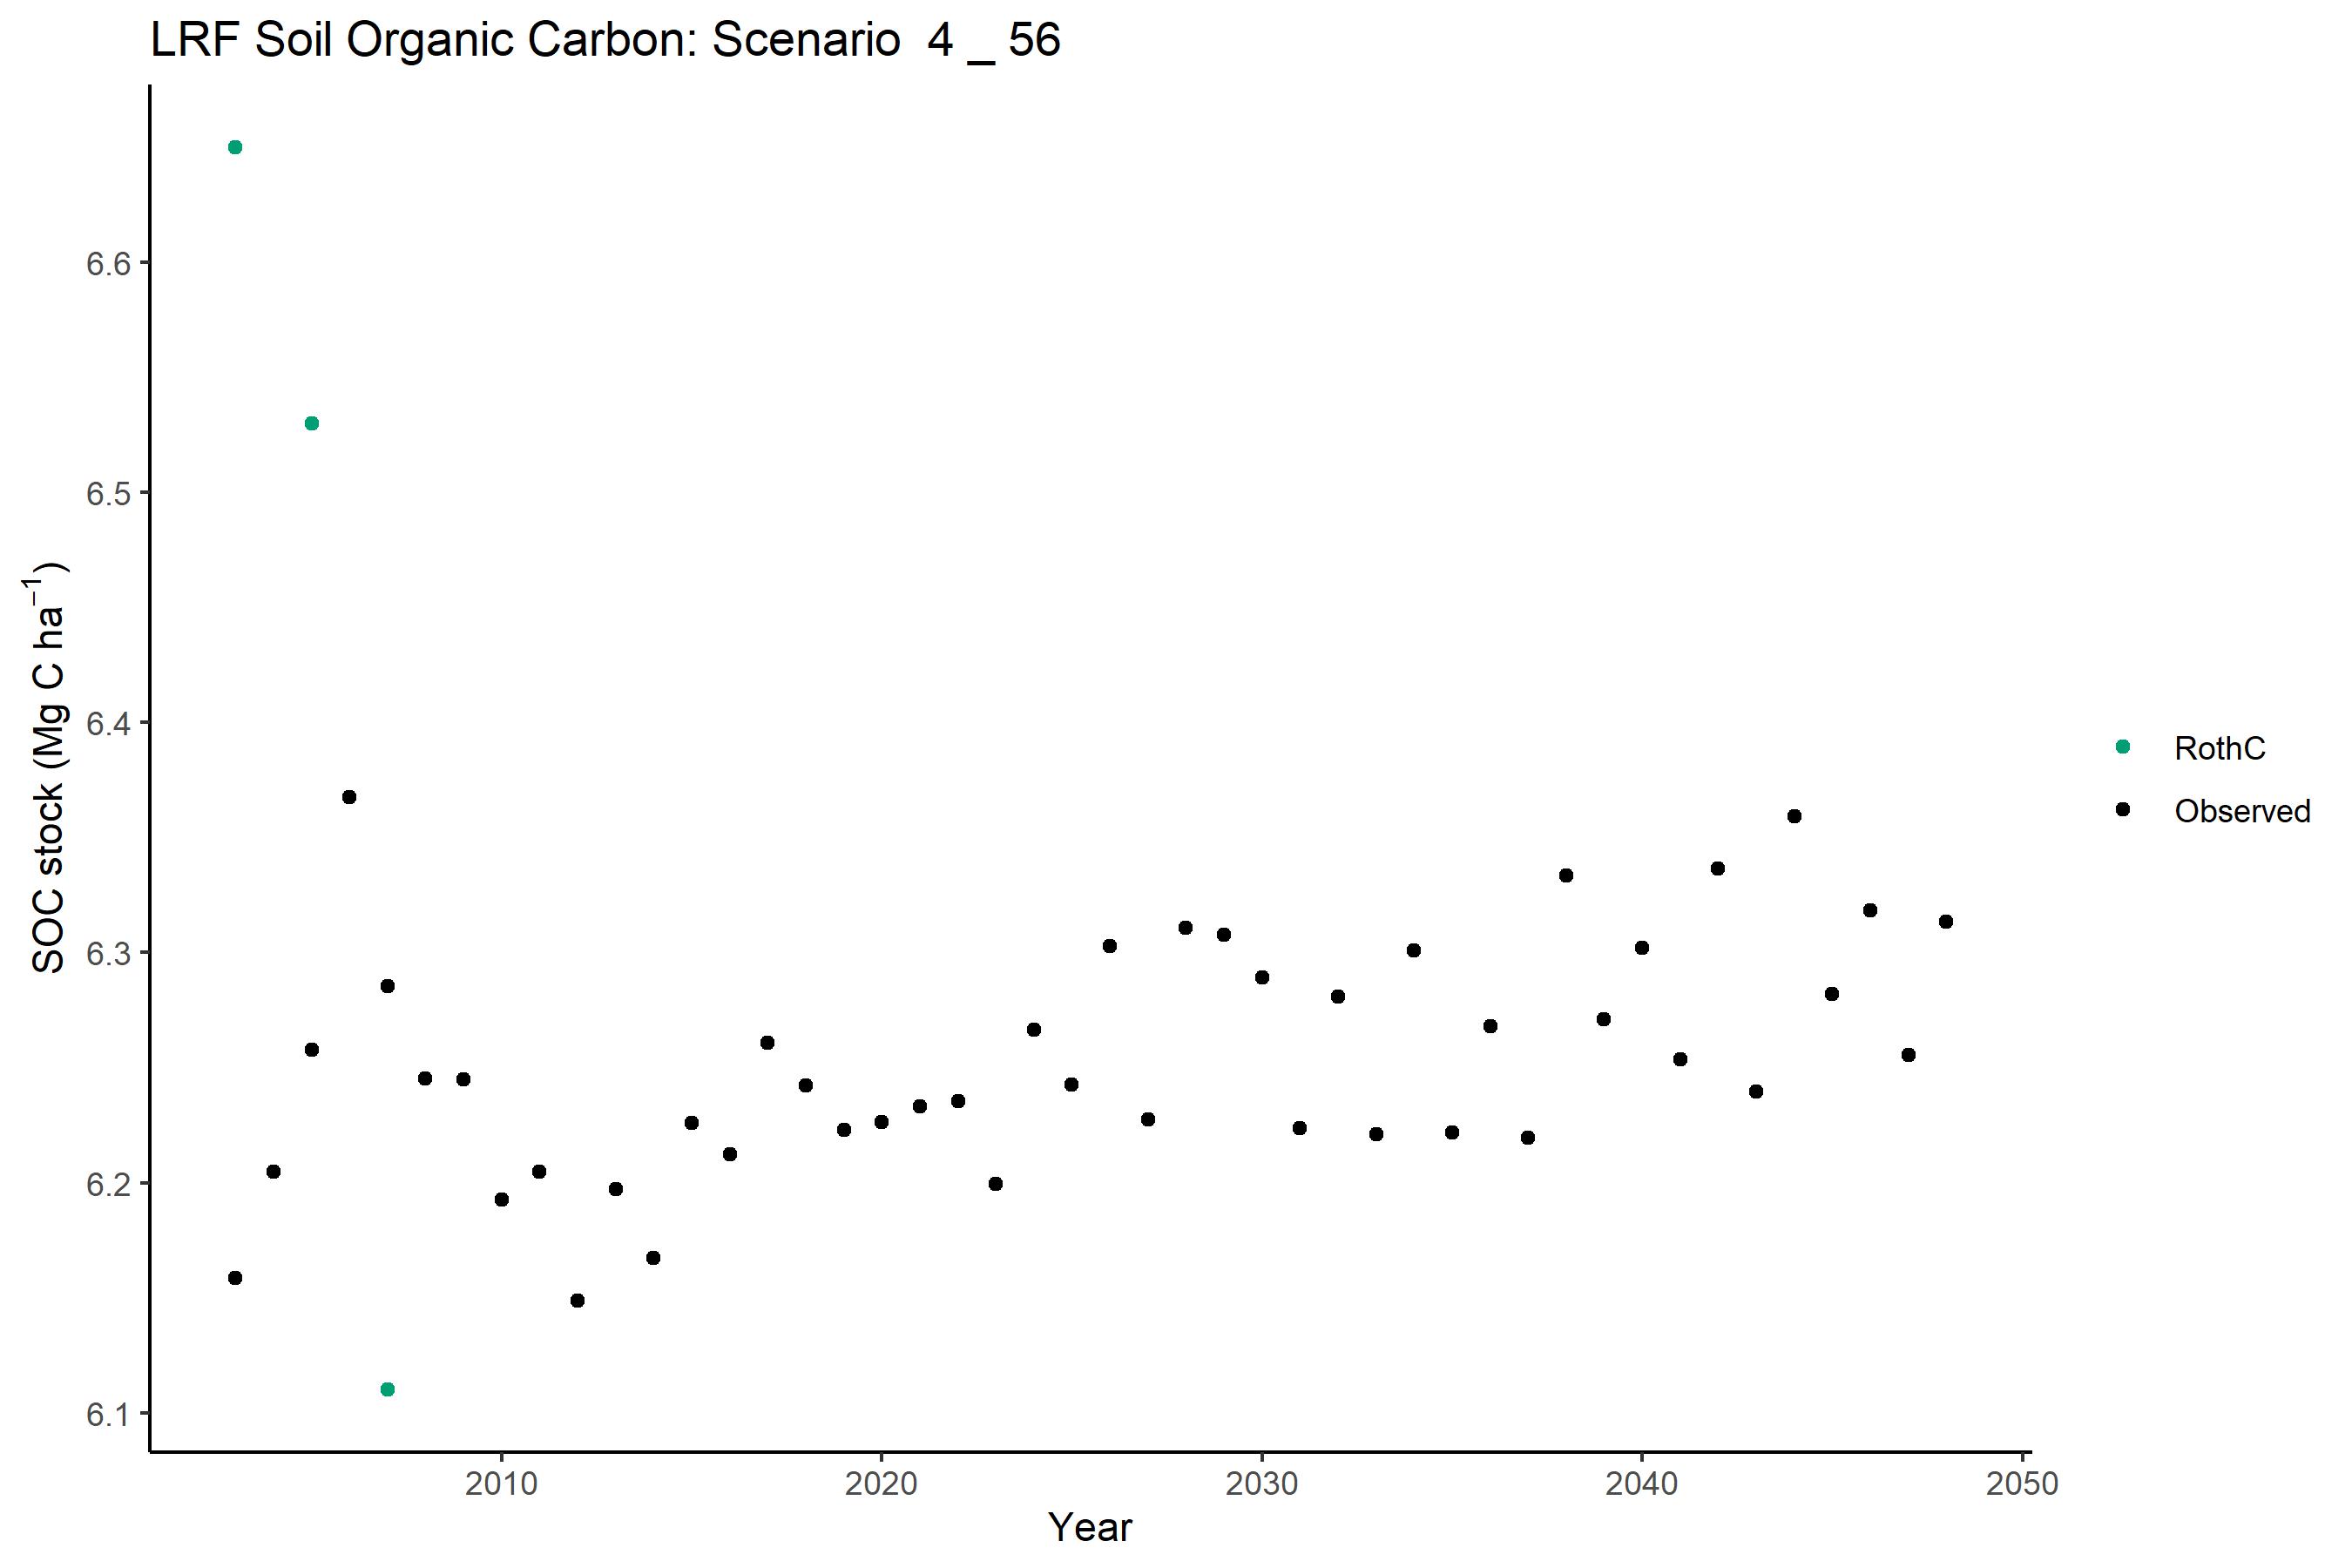 LRF Soil Organic Carbon: Scenario  4 _ 56
SOC stock (Mg C ha⁻¹)
6.6
6.5
6.4
6.3
6.2
6.1
2010
2020
2030
2040
2050
Year
RothC
Observed